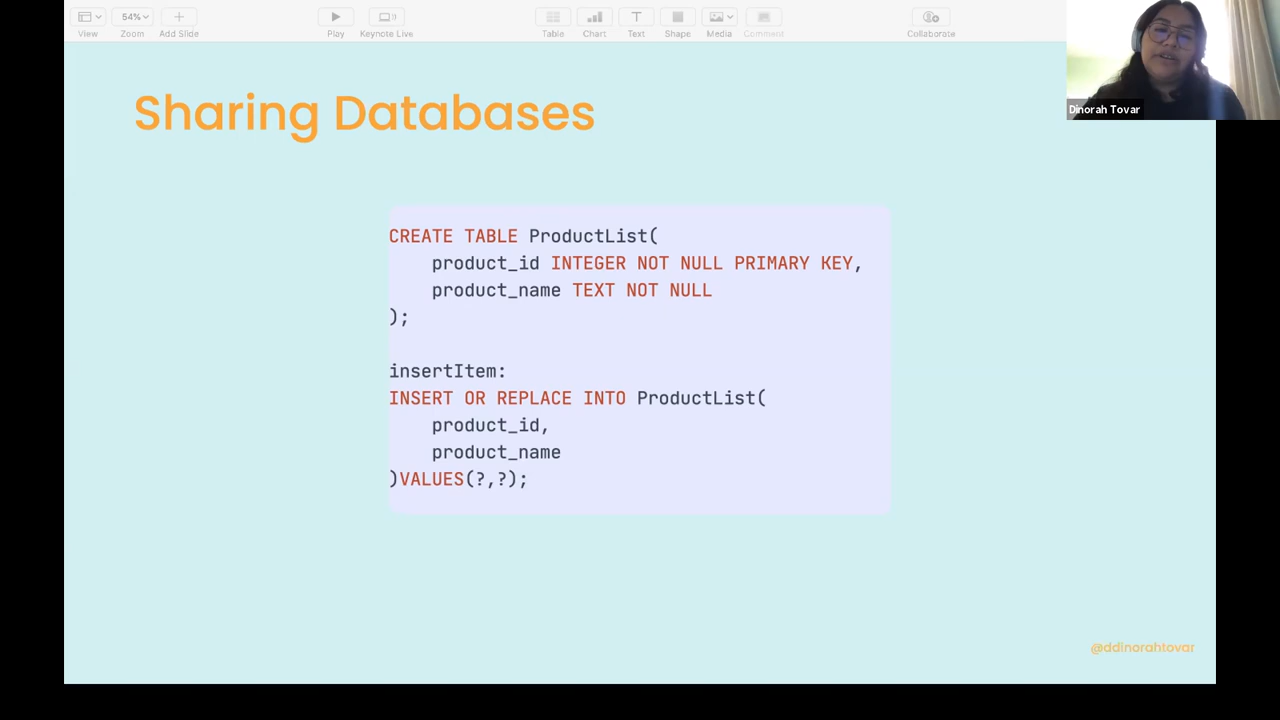 54%
View
Zoom
Add Slide
Play
Keynote Live
Table
Chart
Text
Shape
Media
Comment
Collaborate
Dinorah Tovar
Sharing Databases
CREATE TABLE ProductList(
    product_id INTEGER NOT NULL PRIMARY KEY,
    product_name TEXT NOT NULL
);
insertItem:
INSERT OR REPLACE INTO ProductList(
    product_id,
    product_name
)VALUES(?,?);
@ddinorahtovar